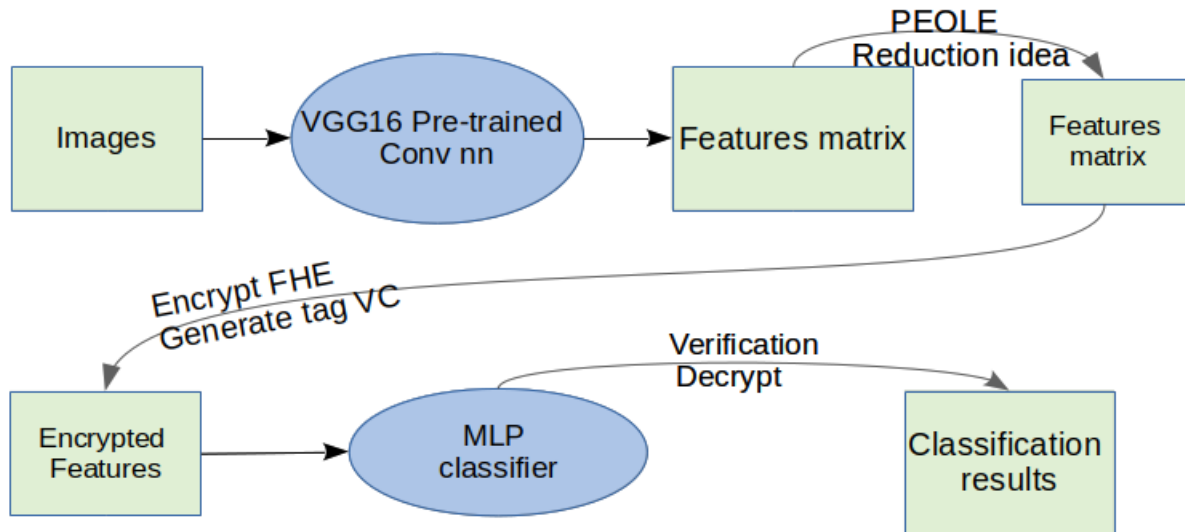 PEOLE
Reduction idea
Images
VGG16 Pre-trained
Conv nn
Features matrix
Features
matrix
Encrypt FHE
Generate tag VC
Verification
Decrypt
Encrypted
Features
MLP
classifier
Classification
results